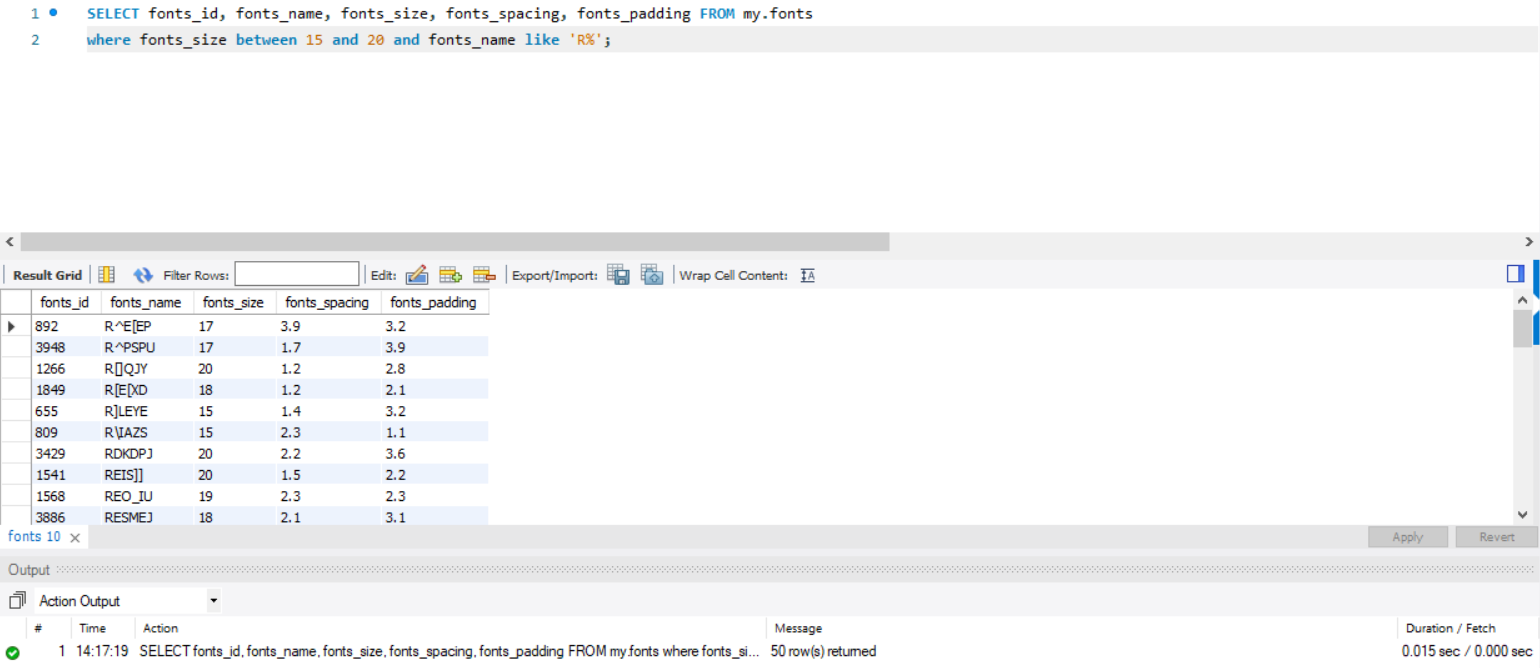 1 SELECT fonts_id, fonts_name, fonts_size, fonts_spacing, fonts_padding FROM my.fonts
2 where fonts_size between 15 and 20 and fonts_name like 'R%';
Result Grid Filter Rows: Edit: Export/Import: Wrap Cell Content:
fonts_id fonts_name fonts_size fonts_spacing fonts_padding
892 R^E[EP 17 3.9 3.2
3948 R^PSPU 17 1.7 3.9
1266 R[]QJY 20 1.2 2.8
1849 R[E[XD 18 1.2 2.1
655 R]LEYE 15 1.4 3.2
809 R\IAZS 15 2.3 1.1
3429 RDKDPJ 20 2.2 3.6
1541 REIS]] 20 1.5 2.2
1568 REO_IU 19 2.3 2.3
3886 RESMEJ 18 2.1 3.1
fonts 10 Apply Revert
Output
Action Output
# Time Action Message Duration / Fetch
1 14:17:19 SELECT fonts_id, fonts_name, fonts_size, fonts_spacing, fonts_padding FROM my.fonts where fonts_si... 50 row(s) returned 0.015 sec / 0.000 sec